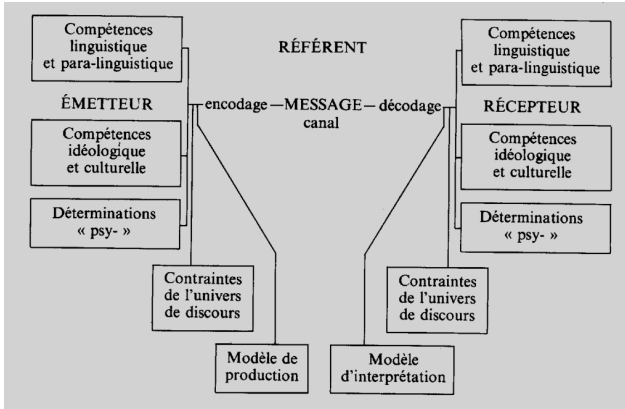 Compétences
linguistique
et para-linguistique
RÉFÉRENT
Compétences
linguistique
et para-linguistique
ÉMETTEUR
encodage—MESSAGE—décodage
canal
RÉCEPTEUR
Compétences
idéologique
et culturelle
Compétences
idéologique
et culturelle
Déterminations
« psy- »
Déterminations
« psy- »
Contraintes
de l'univers
de discours
Contraintes
de l'univers
de discours
Modèle de
production
Modèle
d'interprétation